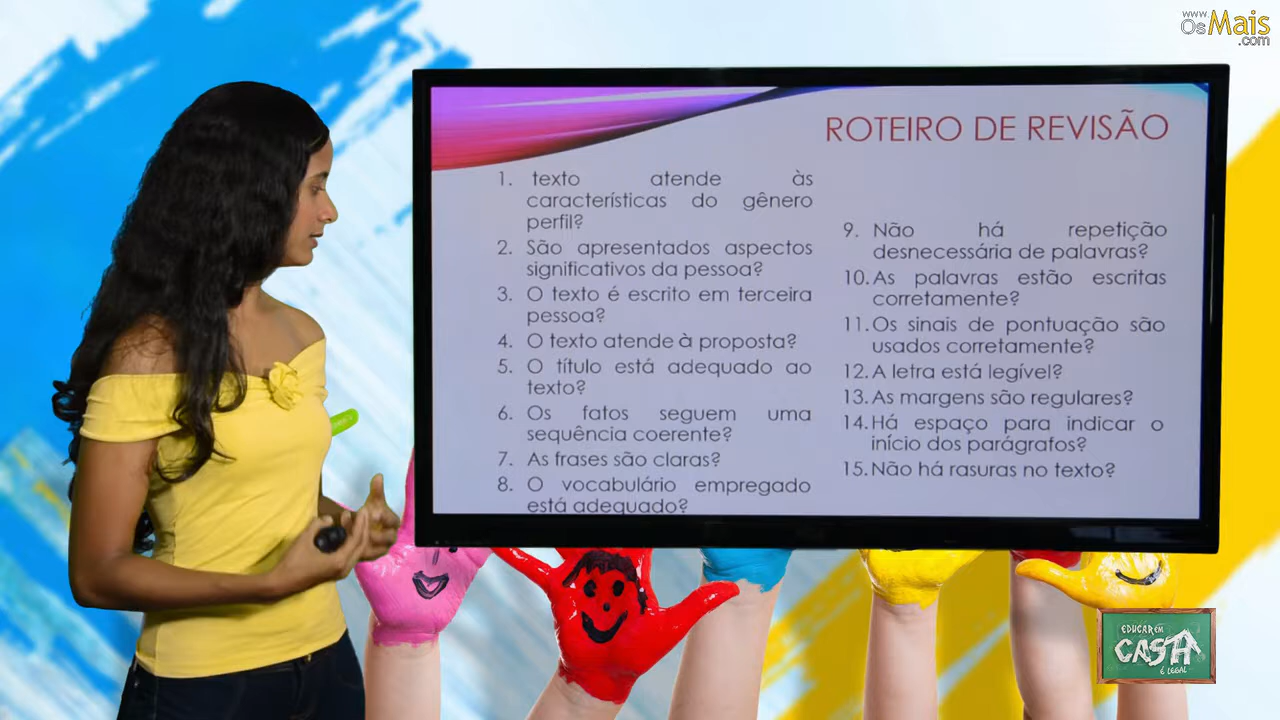 www
OsMais
.com
ROTEIRO DE REVISÃO
1. texto atende às
características do gênero
perfil?
2. São apresentados aspectos
significativos da pessoa?
3. O texto é escrito em terceira
pessoa?
4. O texto atende à proposta?
5. O título está adequado ao
texto?
6. Os fatos seguem uma
sequência coerente?
7. As frases são claras?
8. O vocabulário empregado
está adequado?
9. Não há repetição
desnecessária de palavras?
10. As palavras estão escritas
corretamente?
11. Os sinais de pontuação são
usados corretamente?
12. A letra está legível?
13. As margens são regulares?
14. Há espaço para indicar o
início dos parágrafos?
15. Não há rasuras no texto?
EDUCAR EM
CASA
É LEGAL